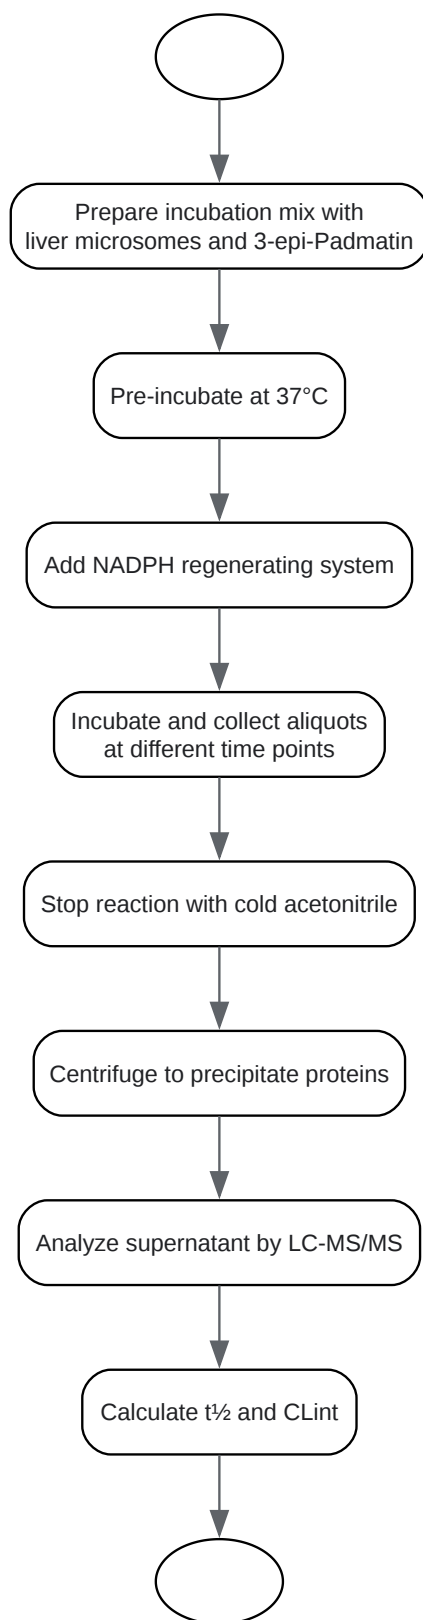 Prepare incubation mix with
liver microsomes and 3-epi-Padmatin
Pre-incubate at 37°C
Add NADPH regenerating system
Incubate and collect aliquots
at different time points
Stop reaction with cold acetonitrile
Centrifuge to precipitate proteins
Analyze supernatant by LC-MS/MS
Calculate t½ and CLint